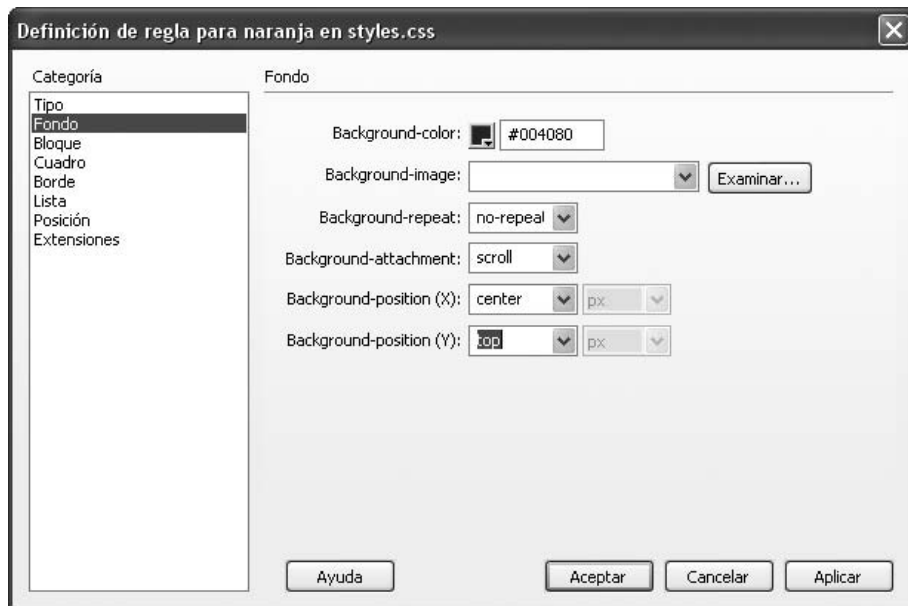 Definición de regla para naranja en styles.css
Categoría
Tipo
Fondo
Bloque
Cuadro
Borde
Lista
Posición
Extensiones
Fondo
Background-color: #004080
Background-image: Examinar...
Background-repeat: no-repeat
Background-attachment: scroll
Background-position (X): center px
Background-position (Y): top px
Ayuda Aceptar Cancelar Aplicar